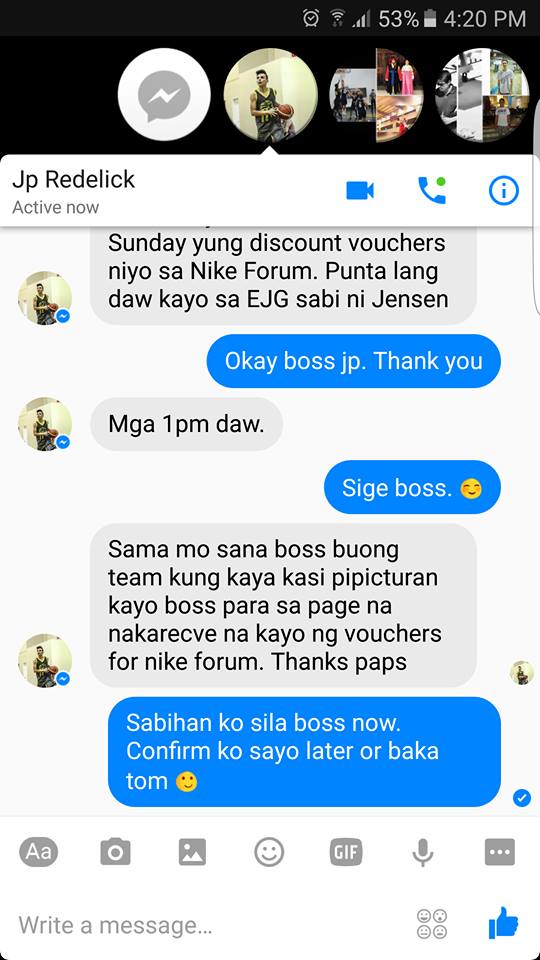 53% 4:20 PM
Jp Redelick
Active now
Sunday yung discount vouchers
niyo sa Nike Forum. Punta lang
daw kayo sa EJG sabi ni Jensen
Okay boss jp. Thank you
Mga 1pm daw.
Sige boss. ☺️
Sama mo sana boss buong
team kung kaya kasi pipicturan
kayo boss para sa page na
nakarecve na kayo ng vouchers
for nike forum. Thanks paps
Sabihan ko sila boss now.
Confirm ko sayo later or baka
tom 🙂
Aa
GIF
Write a message...